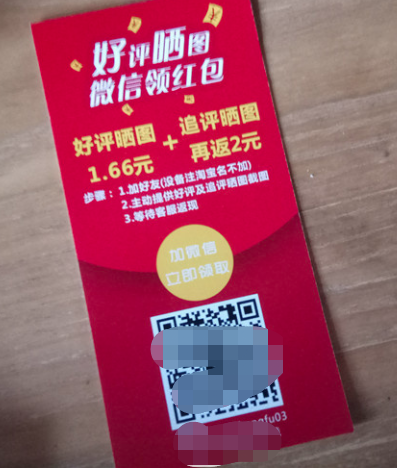 好评晒图
微信领红包
好评晒图
1.66元
+
追评晒图
再返2元
步骤：1.加好友(设备注淘宝名不加)
2.主动提供好评及追评晒图截图
3.等待客服返现
加微信
立即领取
gfu03